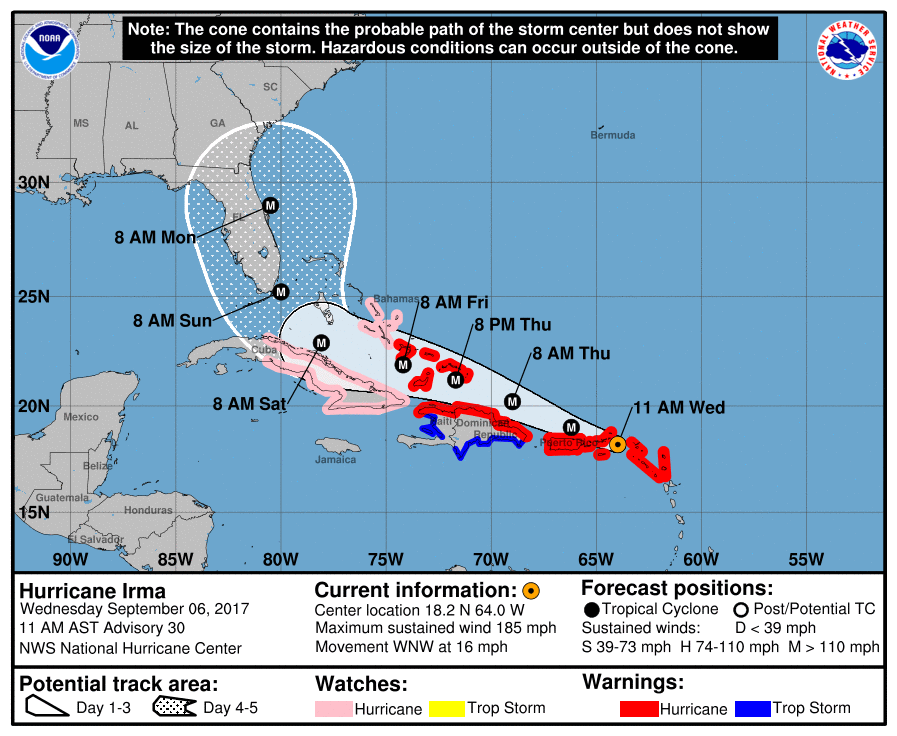 Note: The cone contains the probable path of the storm center but does not show
the size of the storm. Hazardous conditions can occur outside of the cone.
NOAA
NATIONAL WEATHER SERVICE
SC
MS
AL
GA
Bermuda
30N
FL
8 AM Mon
25N
Bahamas
8 AM Fri
8 AM Sun
8 PM Thu
Cuba
8 AM Thu
8 AM Sat
20N
11 AM Wed
Mexico
Haiti
Dominican
Republic
Puerto Rico
Jamaica
Belize
Guatemala
Honduras
15N
El Salvador
90W
85W
80W
75W
70W
65W
60W
55W
M
M
M
M
M
M
M
Hurricane Irma
Wednesday September 06, 2017
11 AM AST Advisory 30
NWS National Hurricane Center
Current information:
Center location 18.2 N 64.0 W
Maximum sustained wind 185 mph
Movement WNW at 16 mph
Forecast positions:
Tropical Cyclone Post/Potential TC
Sustained winds: D < 39 mph
S 39-73 mph H 74-110 mph M > 110 mph
Potential track area:
Day 1-3 Day 4-5
Watches:
Hurricane Trop Storm
Warnings:
Hurricane Trop Storm